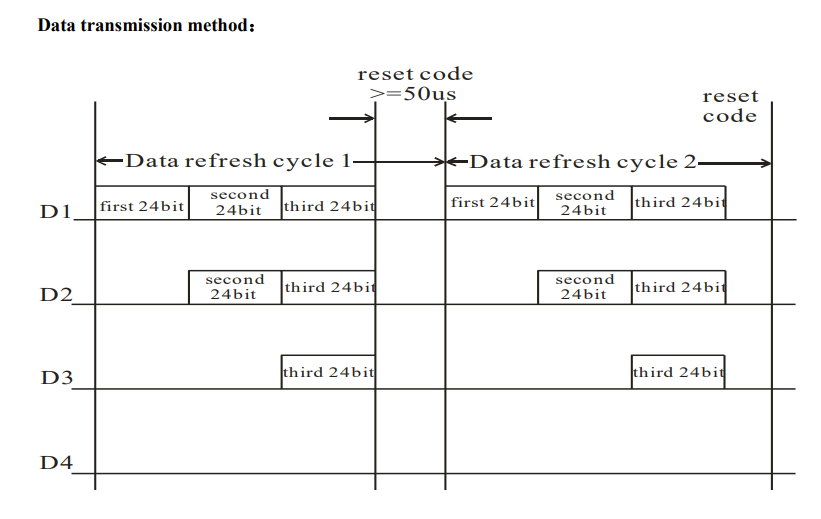 Data transmission method：
reset code
>=50us
reset
code
Data refresh cycle 1
Data refresh cycle 2
D1
first 24bit
second
24bit
third 24bit
first 24bit
second
24bit
third 24bit
D2
second
24bit
third 24bit
second
24bit
third 24bit
D3
third 24bit
third 24bit
D4